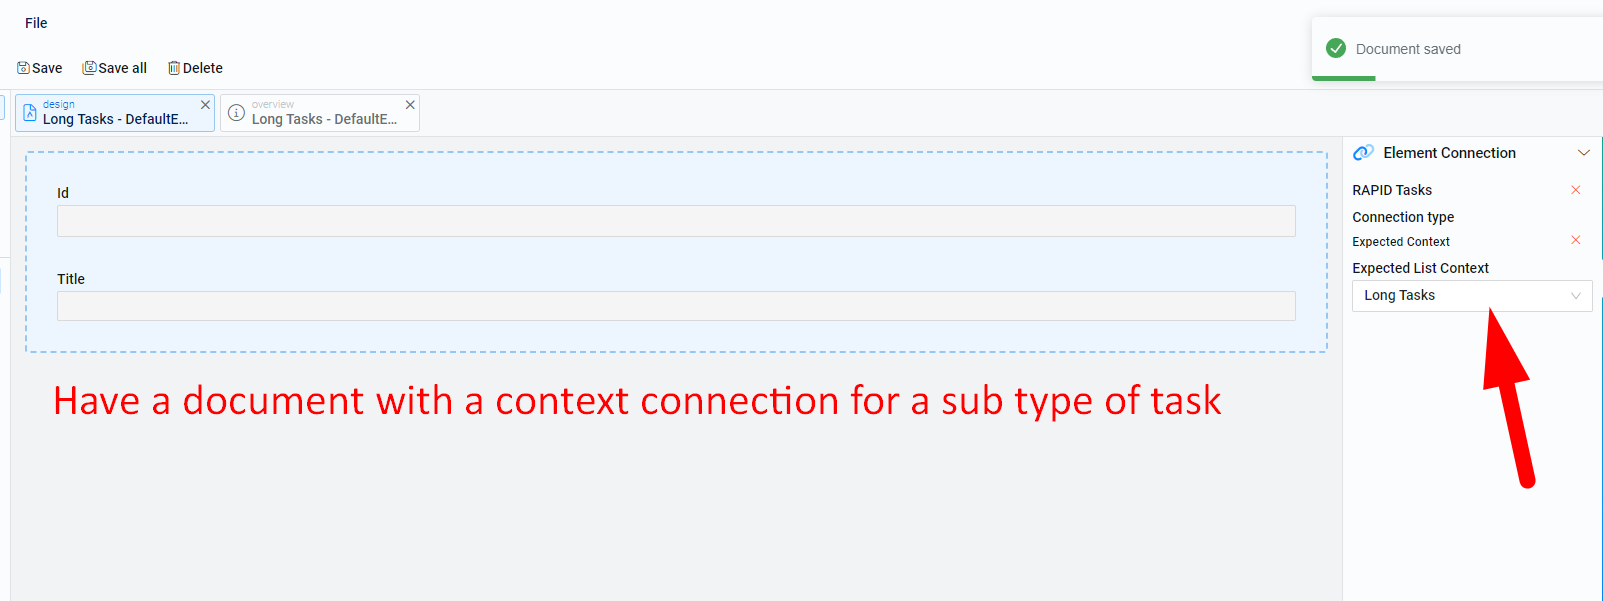 File
Document saved
Save Save all Delete
design
Long Tasks - DefaultE...
overview
Long Tasks - DefaultE...
Element Connection
RAPID Tasks
Connection type
Expected Context
Expected List Context
Long Tasks
Id
Title
Have a document with a context connection for a sub type of task